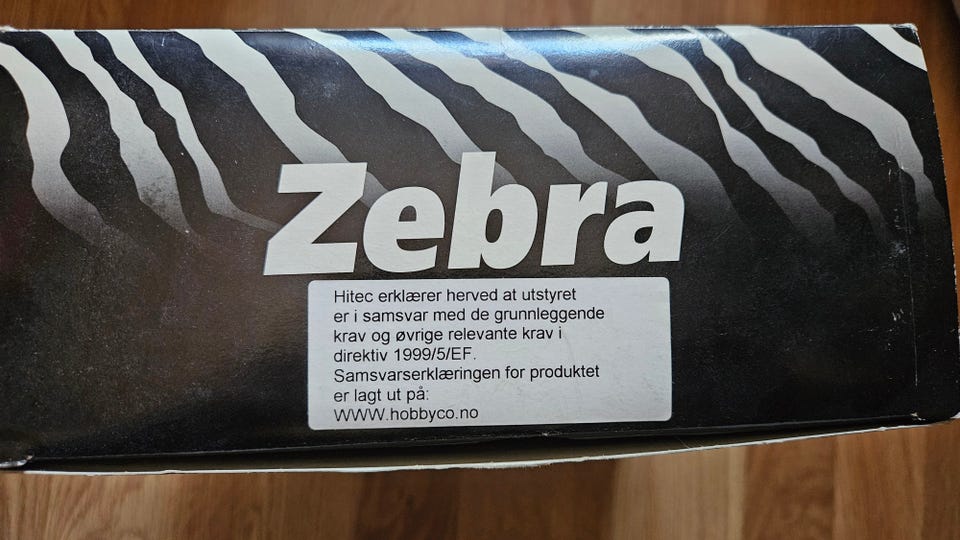 Zebra
Hitec erklærer herved at utstyret
er i samsvar med de grunnleggende
krav og øvrige relevante krav i
direktiv 1999/5/EF.
Samsvarserklæringen for produktet
er lagt ut på:
WWW.hobbyco.no